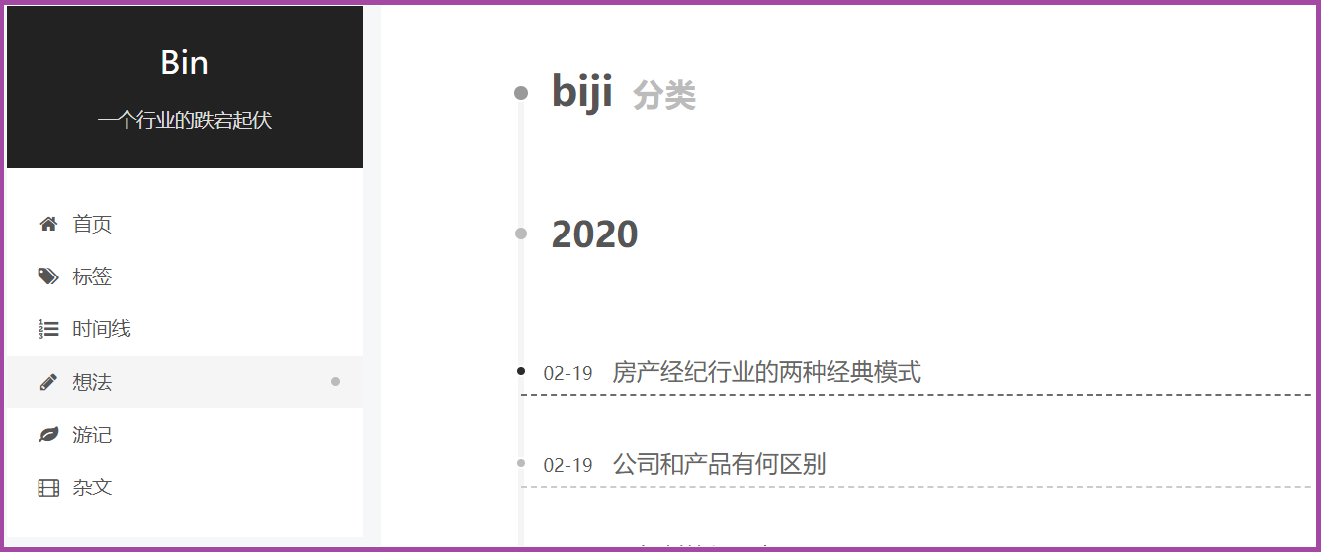 Bin
一个行业的跌宕起伏
首页
标签
时间线
想法
游记
杂文
biji 分类
2020
02-19 房产经纪行业的两种经典模式
02-19 公司和产品有何区别